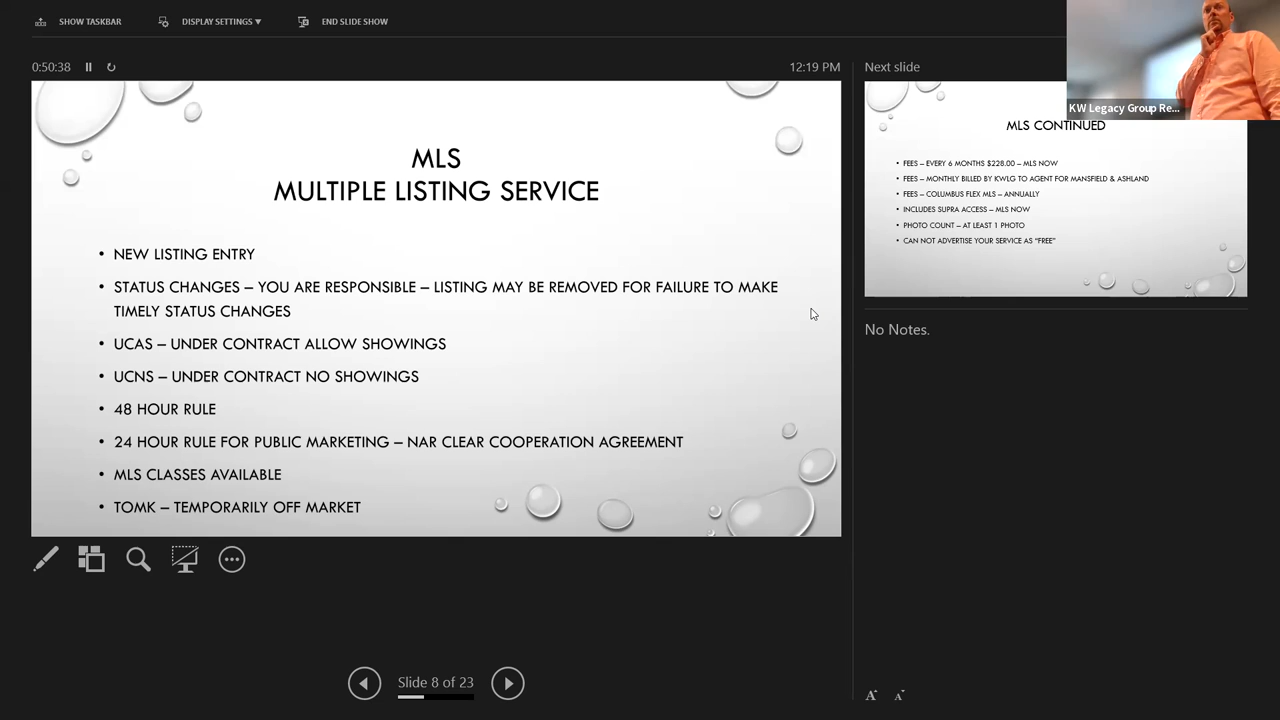 SHOW TASKBAR
DISPLAY SETTINGS ▼
END SLIDE SHOW
0:50:38
12:19 PM
Next slide
KW Legacy Group Re...
MLS
MULTIPLE LISTING SERVICE
• NEW LISTING ENTRY
• STATUS CHANGES – YOU ARE RESPONSIBLE – LISTING MAY BE REMOVED FOR FAILURE TO MAKE
TIMELY STATUS CHANGES
• UCAS – UNDER CONTRACT ALLOW SHOWINGS
• UCNS – UNDER CONTRACT NO SHOWINGS
• 48 HOUR RULE
• 24 HOUR RULE FOR PUBLIC MARKETING – NAR CLEAR COOPERATION AGREEMENT
• MLS CLASSES AVAILABLE
• TOMK – TEMPORARILY OFF MARKET
MLS CONTINUED
• FEES – EVERY 6 MONTHS $228.00 – MLS NOW
• FEES – MONTHLY BILLED BY KWLG TO AGENT FOR MANSFIELD & ASHLAND
• FEES – COLUMBUS FLEX MLS – ANNUALLY
• INCLUDES SUPRA ACCESS – MLS NOW
• PHOTO COUNT – AT LEAST 1 PHOTO
• CAN NOT ADVERTISE YOUR SERVICE AS "FREE"
No Notes.
Slide 8 of 23
A
A